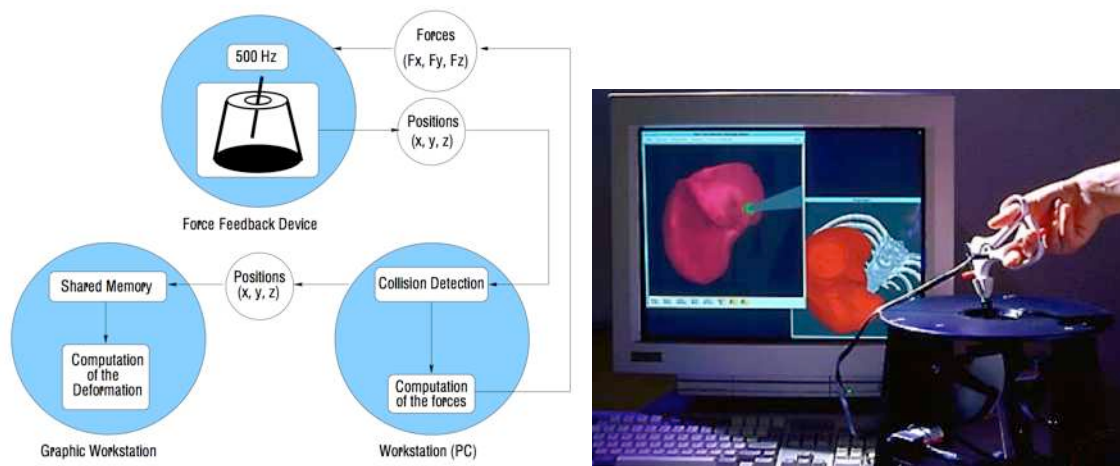 500 Hz
Forces
(Fx, Fy, Fz)
Positions
(x, y, z)
Force Feedback Device
Shared Memory
Positions
(x, y, z)
Collision Detection
Computation
of the
Deformation
Computation
of the forces
Graphic Workstation
Workstation (PC)